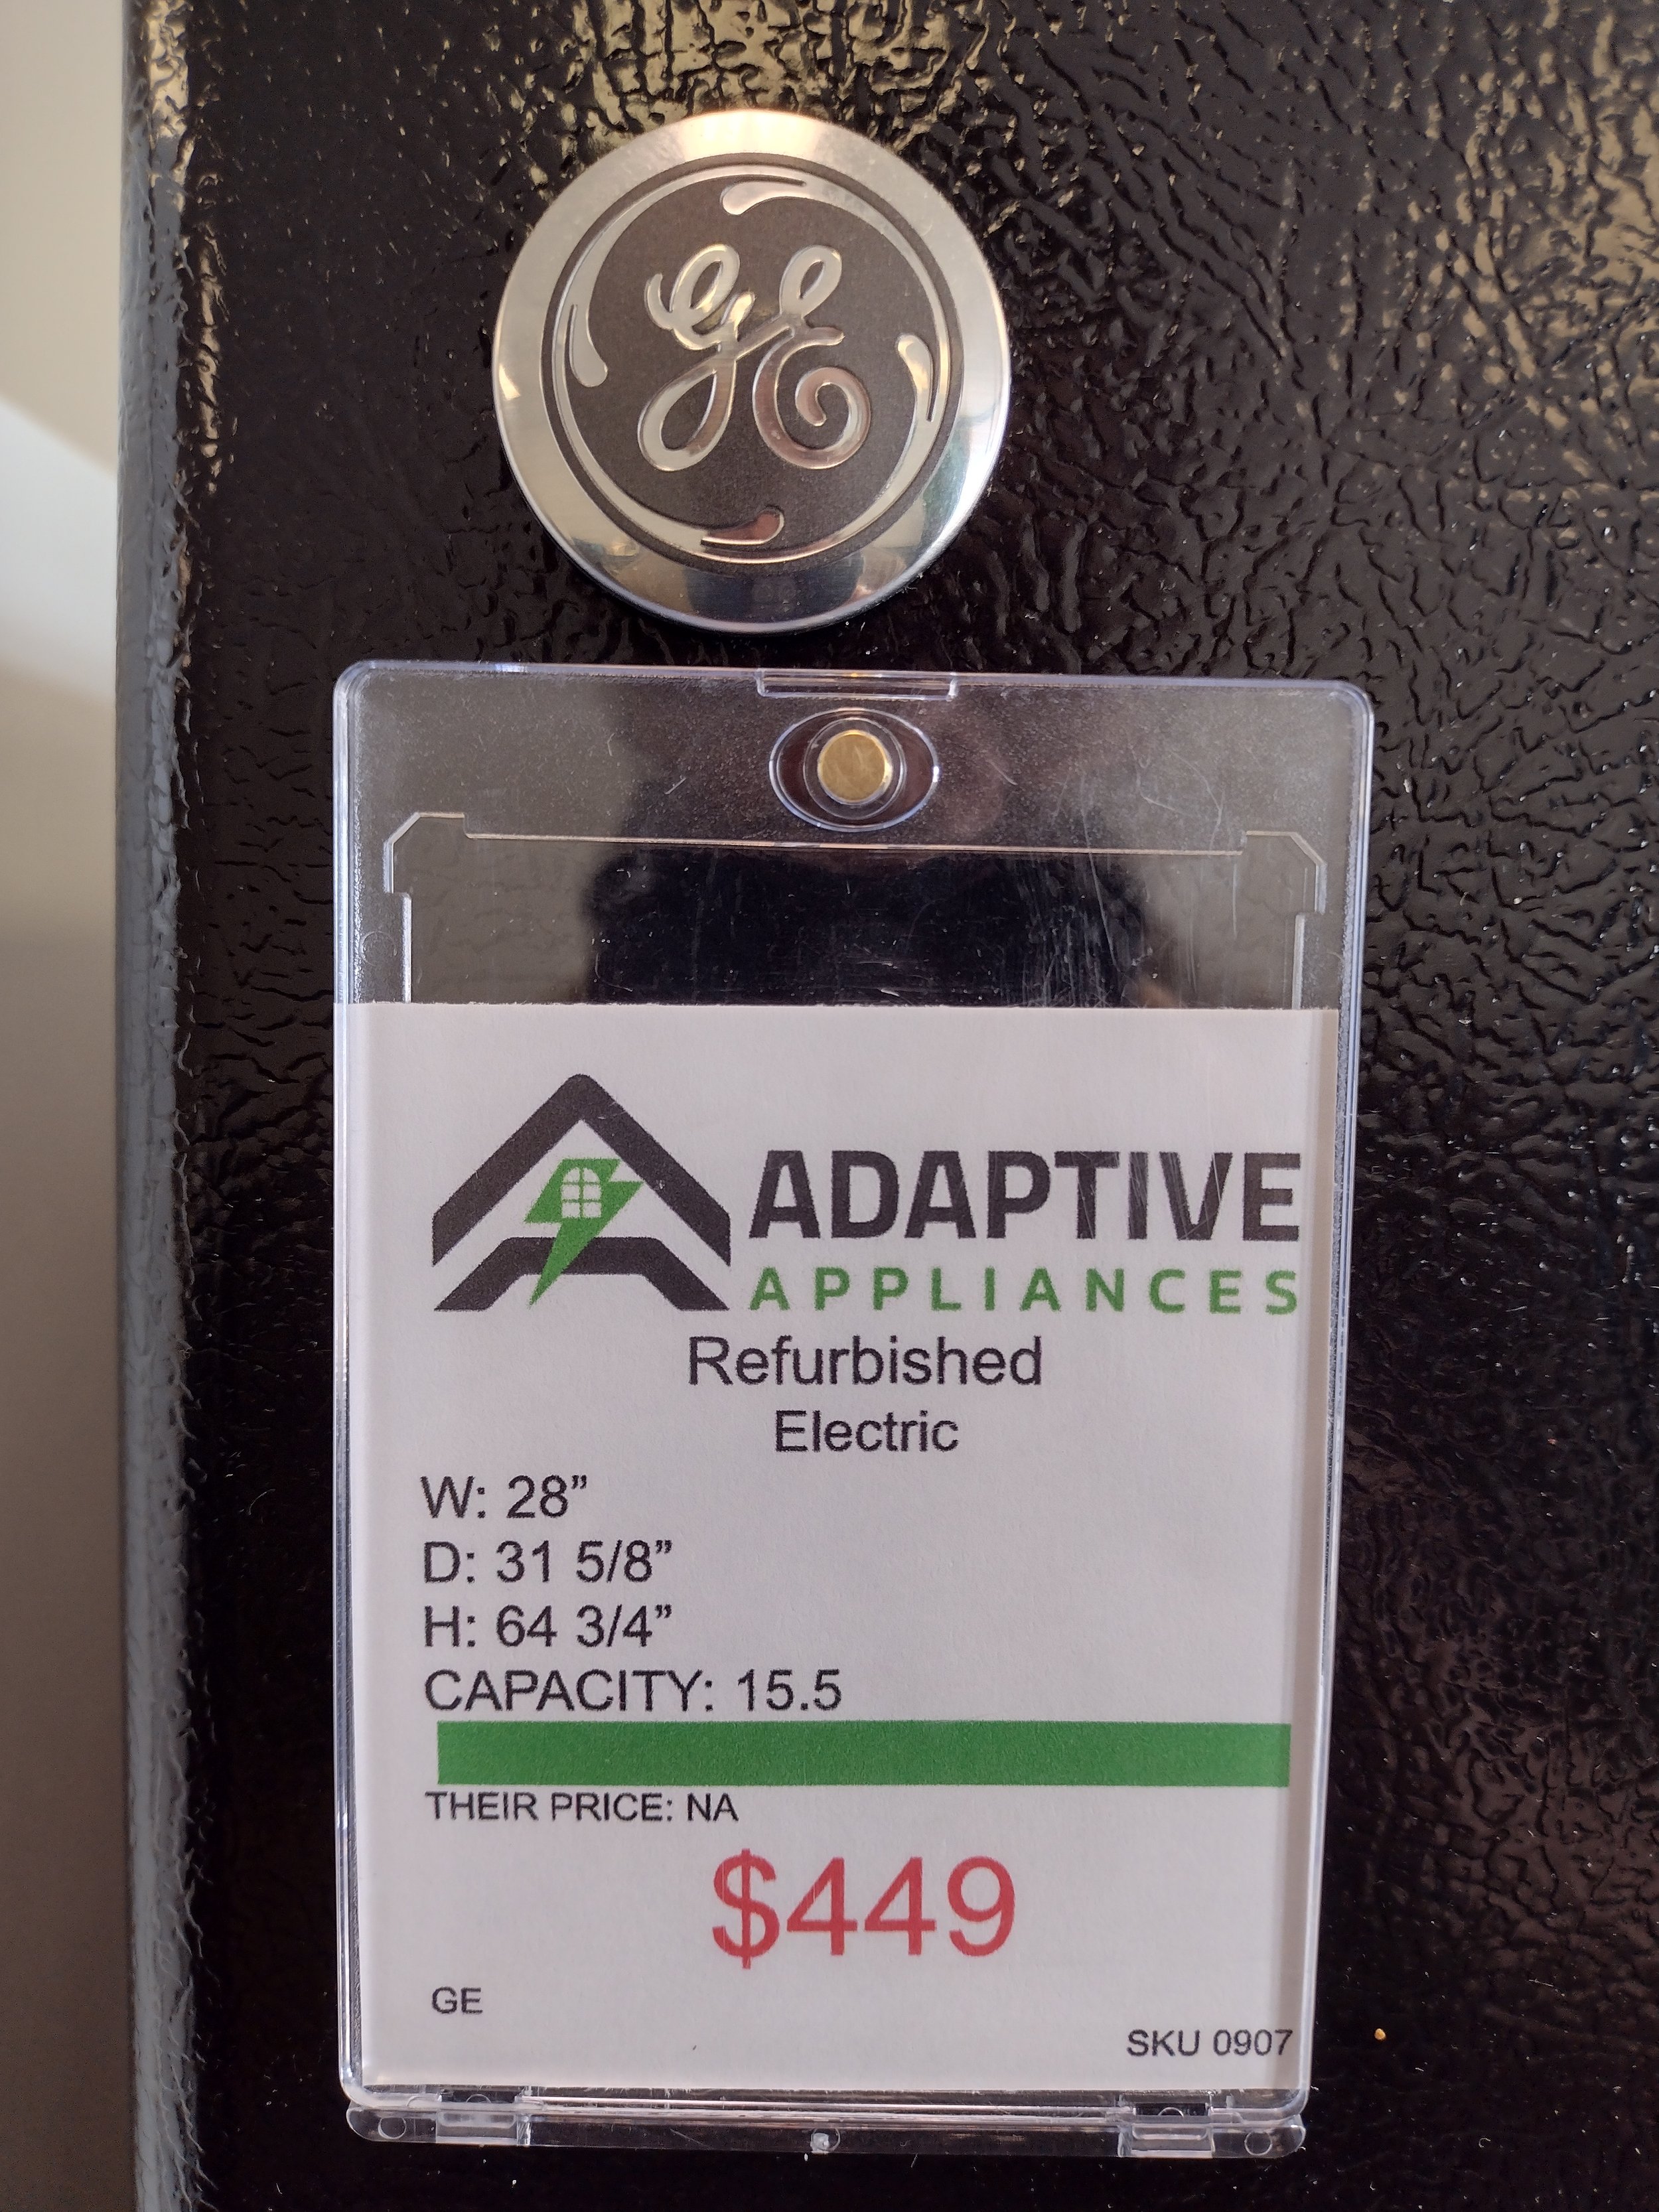 GE
ADAPTIVE
APPLIANCES
Refurbished
Electric
W: 28”
D: 31 5/8”
H: 64 3/4”
CAPACITY: 15.5
THEIR PRICE: NA
$449
GE
SKU 0907